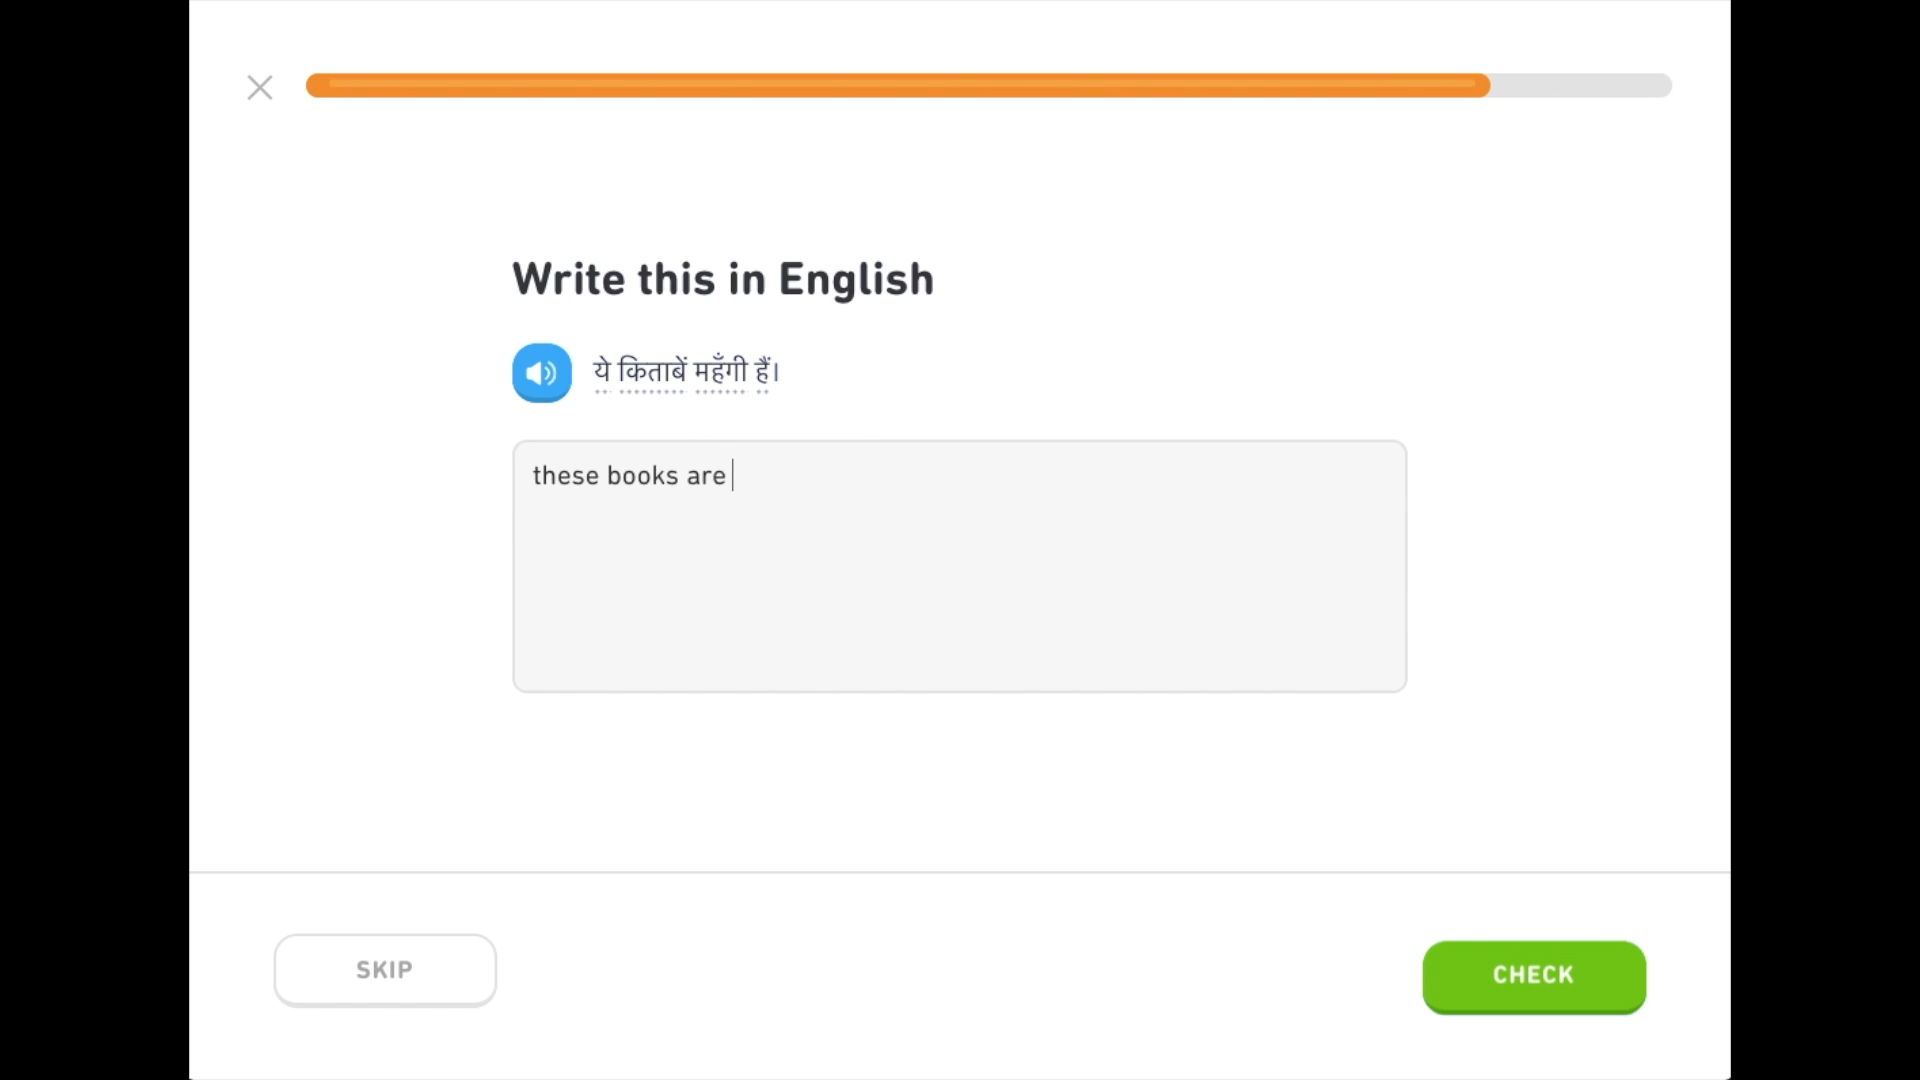 Write this in English
ये किताबें महँगी हैं।
these books are
SKIP
CHECK